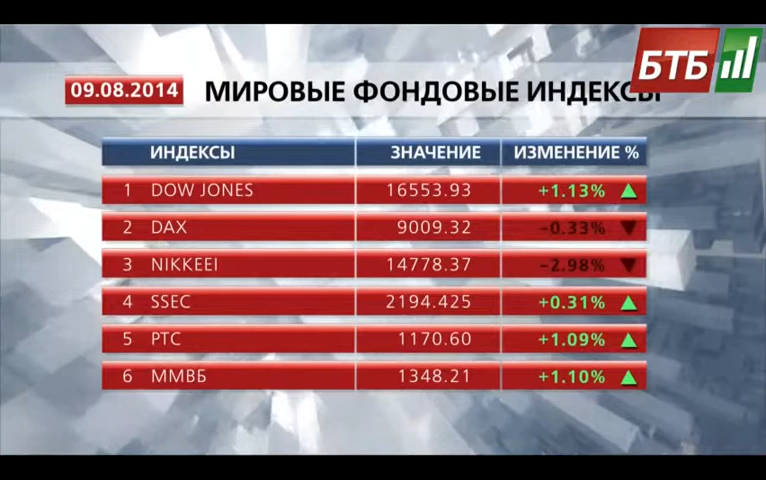 БТБ
09.08.2014 МИРОВЫЕ ФОНДОВЫЕ ИНДЕКСЫ
ИНДЕКСЫ ЗНАЧЕНИЕ ИЗМЕНЕНИЕ %
1 DOW JONES 16553.93 +1.13% ▲
2 DAX 9009.32 -0.33% ▼
3 NIKKEEI 14778.37 -2.98% ▼
4 SSEC 2194.425 +0.31% ▲
5 РТС 1170.60 +1.09% ▲
6 ММВБ 1348.21 +1.10% ▲